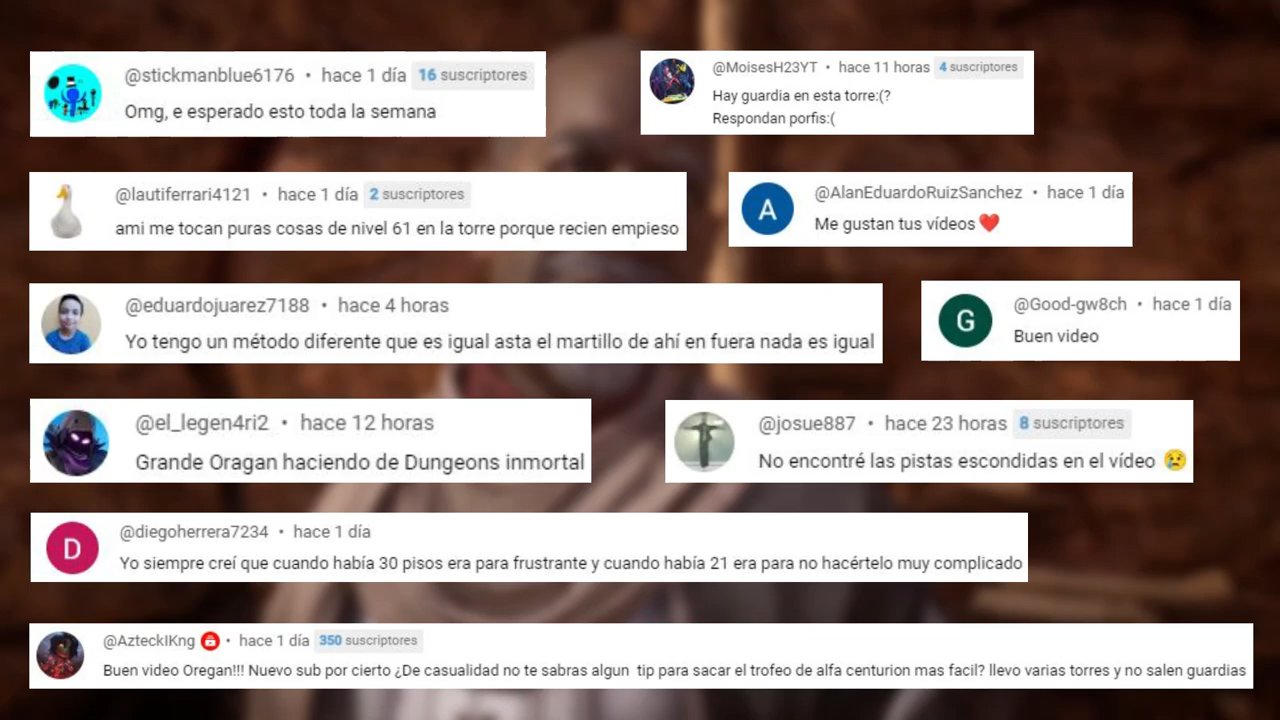 @stickmanblue6176 • hace 1 día 16 suscriptores
Omg, e esperado esto toda la semana
@MoisesH23YT • hace 11 horas 4 suscriptores
Hay guardia en esta torre:(?
Respondan porfis:(
@lautiferrari4121 • hace 1 día 2 suscriptores
ami me tocan puras cosas de nivel 61 en la torre porque recien empieso
A
@AlanEduardoRuizSanchez • hace 1 día
Me gustan tus vídeos ❤️
@eduardojuarez7188 • hace 4 horas
Yo tengo un método diferente que es igual asta el martillo de ahí en fuera nada es igual
G
@Good-gw8ch • hace 1 día
Buen video
@el_legen4ri2 • hace 12 horas
Grande Oragan haciendo de Dungeons inmortal
@josue887 • hace 23 horas 8 suscriptores
No encontré las pistas escondidas en el vídeo 😢
D
@diegoherrera7234 • hace 1 día
Yo siempre creí que cuando había 30 pisos era para frustrante y cuando había 21 era para no hacértelo muy complicado
@AzteckIKng • hace 1 día 350 suscriptores
Buen video Oregan!!! Nuevo sub por cierto ¿De casualidad no te sabras algun tip para sacar el trofeo de alfa centurion mas facil? llevo varias torres y no salen guardias